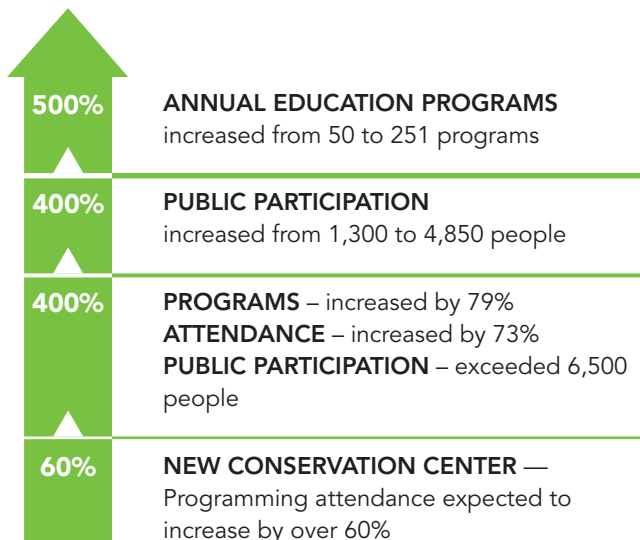 500%
ANNUAL EDUCATION PROGRAMS
increased from 50 to 251 programs
400%
PUBLIC PARTICIPATION
increased from 1,300 to 4,850 people
400%
PROGRAMS – increased by 79%
ATTENDANCE – increased by 73%
PUBLIC PARTICIPATION – exceeded 6,500
people
60%
NEW CONSERVATION CENTER —
Programming attendance expected to
increase by over 60%